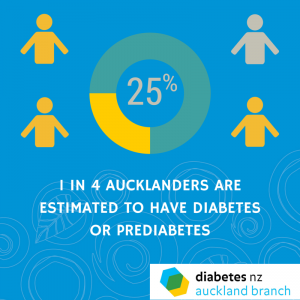 25%
1 IN 4 AUCKLANDERS ARE
ESTIMATED TO HAVE DIABETES
OR PREDIABETES
diabetes nz
auckland branch